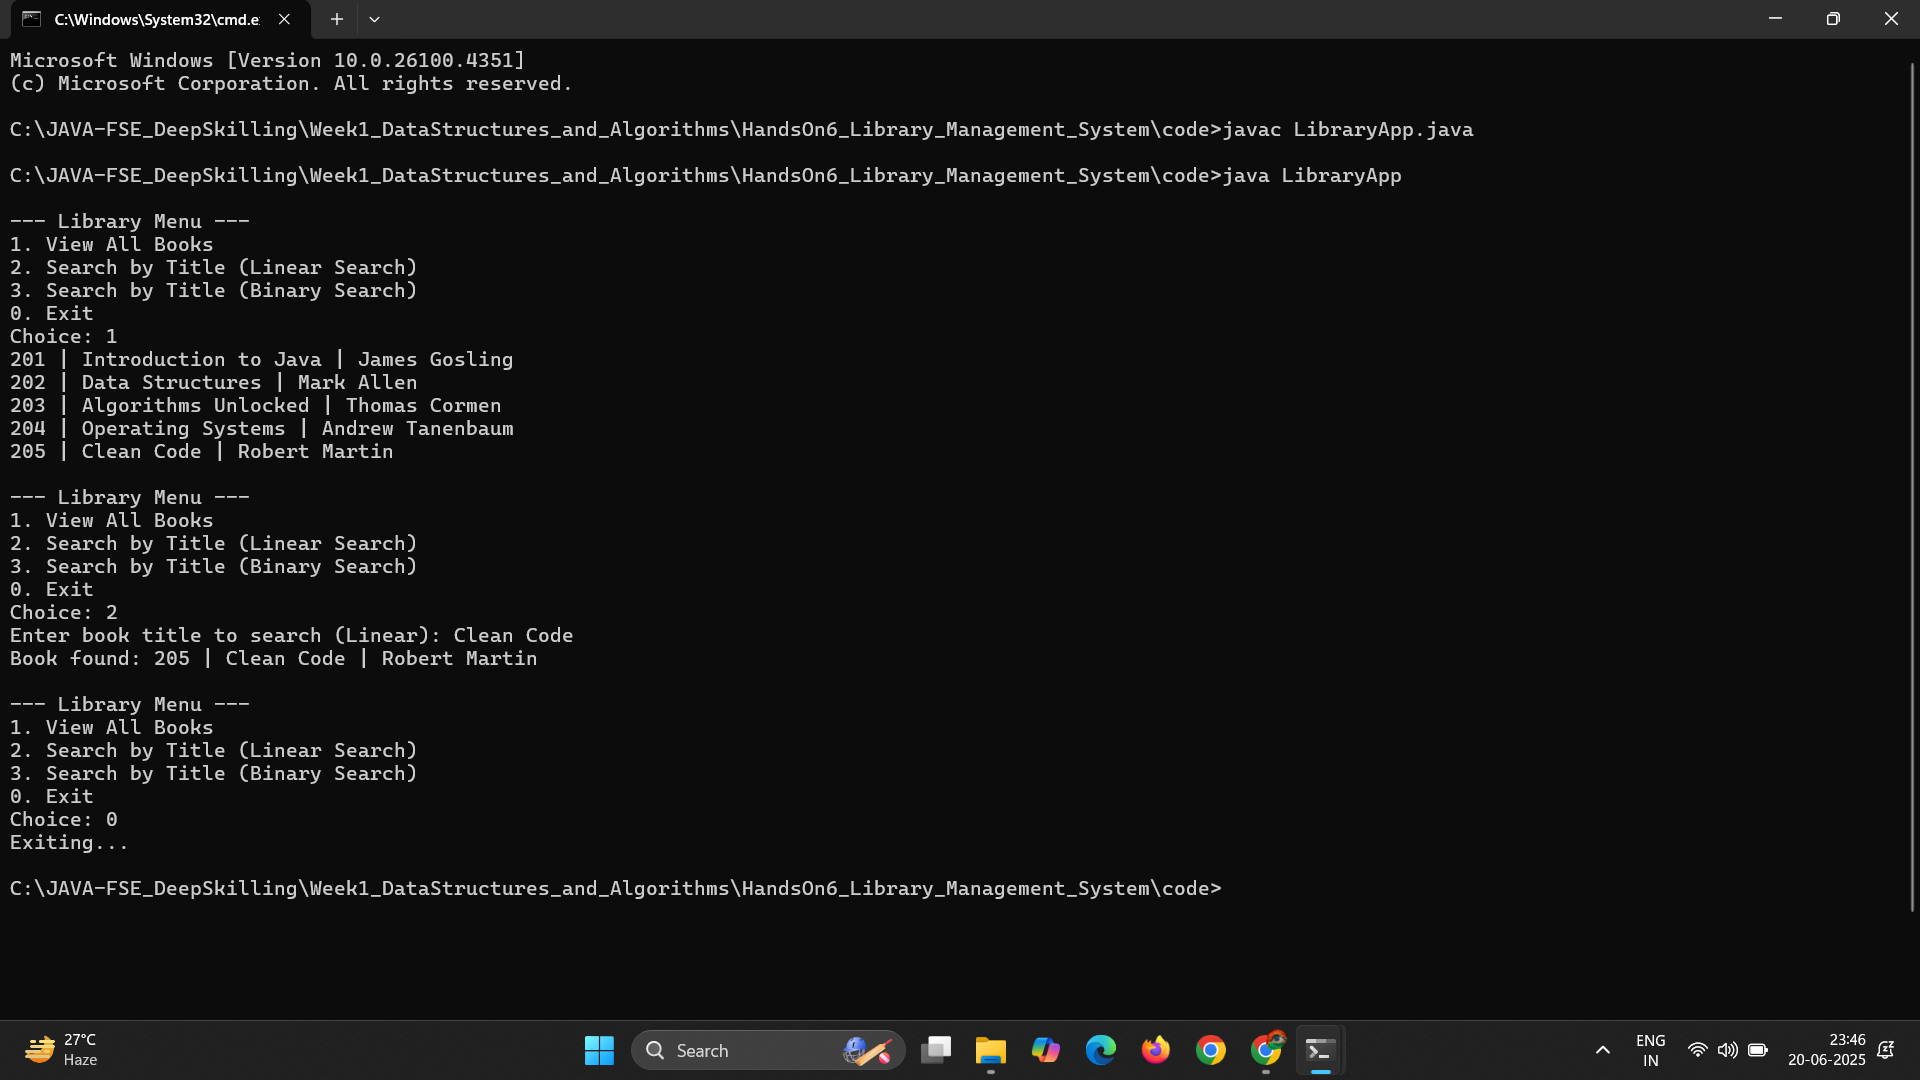 C:\Windows\System32\cmd.e
Microsoft Windows [Version 10.0.26100.4351]
(c) Microsoft Corporation. All rights reserved.
C:\JAVA-FSE_DeepSkilling\Week1_DataStructures_and_Algorithms\HandsOn6_Library_Management_System\code>javac LibraryApp.java
C:\JAVA-FSE_DeepSkilling\Week1_DataStructures_and_Algorithms\HandsOn6_Library_Management_System\code>java LibraryApp
--- Library Menu ---
1. View All Books
2. Search by Title (Linear Search)
3. Search by Title (Binary Search)
0. Exit
Choice: 1
201 | Introduction to Java | James Gosling
202 | Data Structures | Mark Allen
203 | Algorithms Unlocked | Thomas Cormen
204 | Operating Systems | Andrew Tanenbaum
205 | Clean Code | Robert Martin
--- Library Menu ---
1. View All Books
2. Search by Title (Linear Search)
3. Search by Title (Binary Search)
0. Exit
Choice: 2
Enter book title to search (Linear): Clean Code
Book found: 205 | Clean Code | Robert Martin
--- Library Menu ---
1. View All Books
2. Search by Title (Linear Search)
3. Search by Title (Binary Search)
0. Exit
Choice: 0
Exiting...
C:\JAVA-FSE_DeepSkilling\Week1_DataStructures_and_Algorithms\HandsOn6_Library_Management_System\code>
27°C
Haze
Search
ENG
IN
23:46
20-06-2025